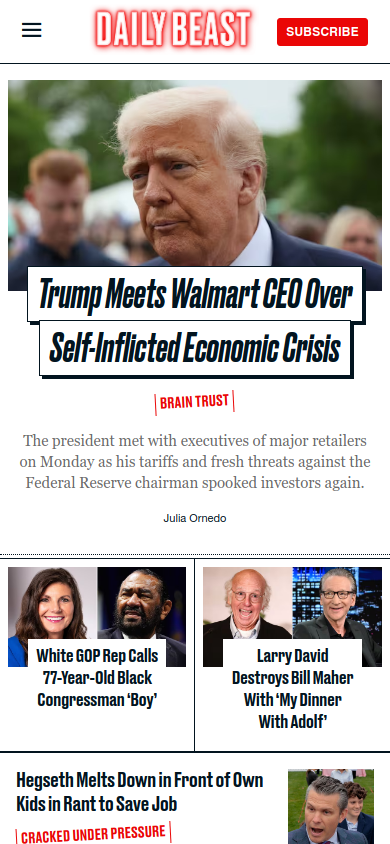 DAILY BEAST
SUBSCRIBE
Trump Meets Walmart CEO Over
Self-Inflicted Economic Crisis
BRAIN TRUST
The president met with executives of major retailers
on Monday as his tariffs and fresh threats against the
Federal Reserve chairman spooked investors again.
Julia Ornedo
White GOP Rep Calls
77-Year-Old Black
Congressman ‘Boy’
Larry David
Destroys Bill Maher
With ‘My Dinner
With Adolf’
Hegseth Melts Down in Front of Own
Kids in Rant to Save Job
CRACKED UNDER PRESSURE